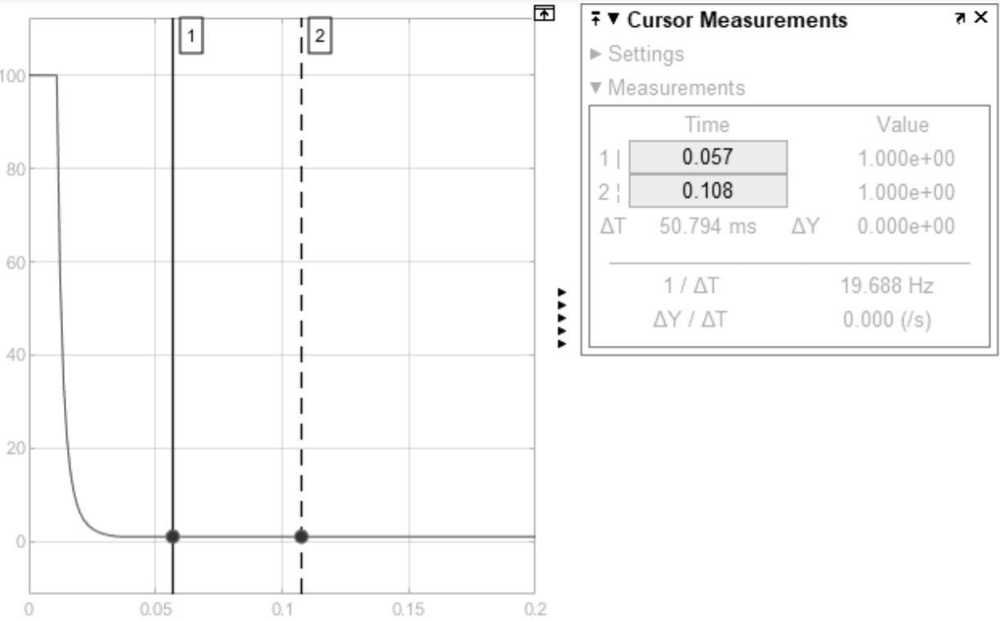 1
2
100
80
60
40
20
0
0 0.05 0.1 0.15 0.2
Cursor Measurements
Settings
Measurements
Time Value
1 | 0.057 1.000e+00
2 ¦ 0.108 1.000e+00
ΔT 50.794 ms ΔY 0.000e+00
1 / ΔT 19.688 Hz
ΔY / ΔT 0.000 (/s)